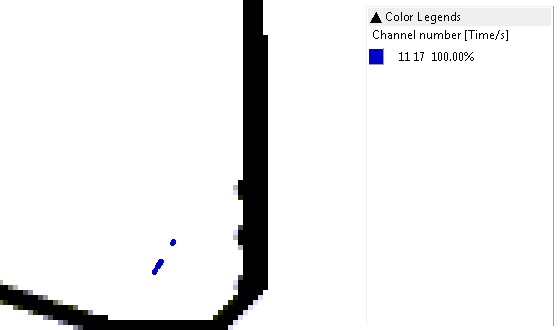 Color Legends
Channel number [Time/s]
11 17 100.00%